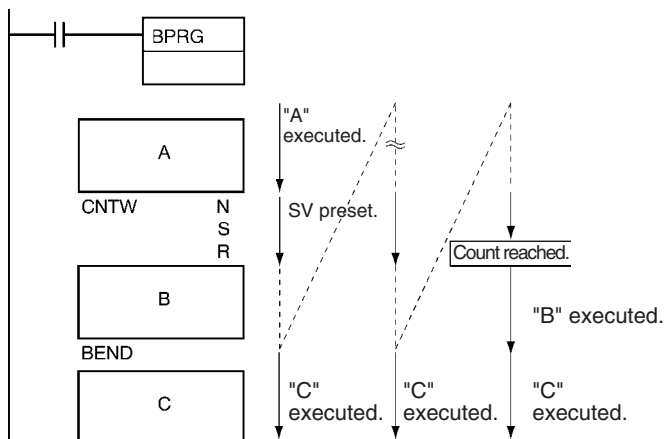 BPRG
"A"
executed.
A
CNTW N
S
R
SV preset.
Count reached.
B
"B" executed.
BEND
C
"C"
executed.
"C"
executed.
"C"
executed.